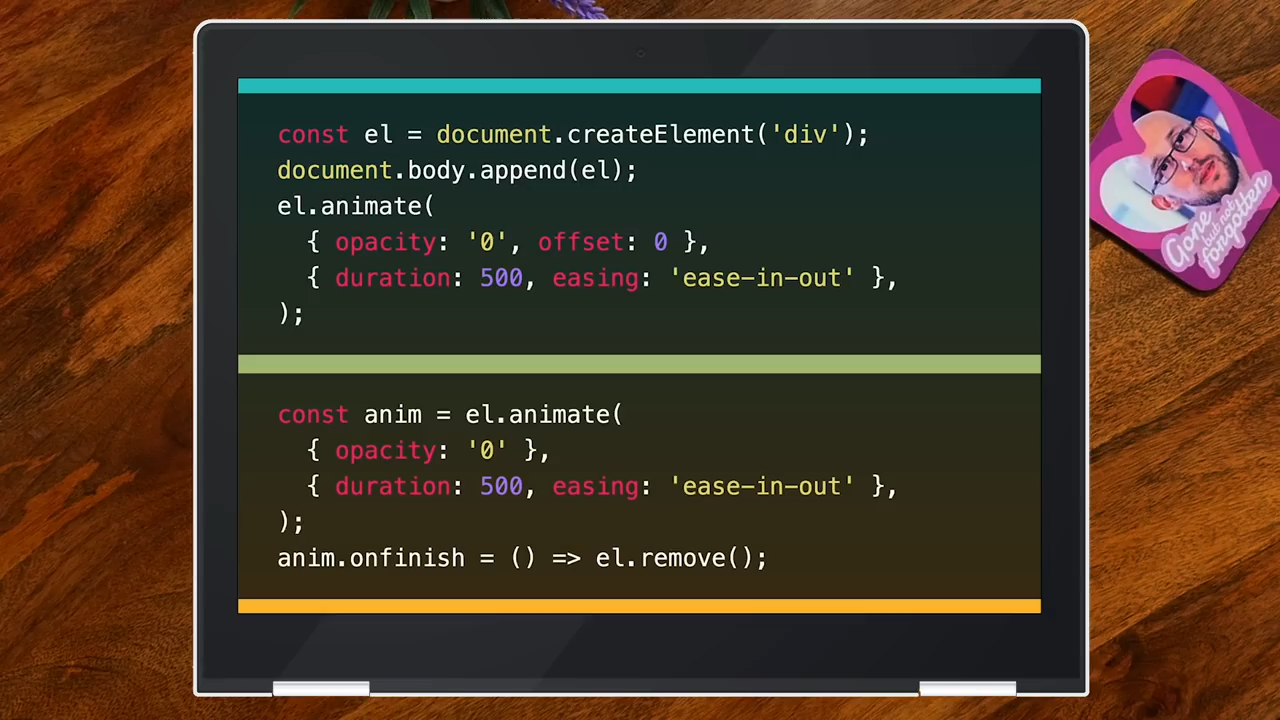 const el = document.createElement('div');
document.body.append(el);
el.animate(
  { opacity: '0', offset: 0 },
  { duration: 500, easing: 'ease-in-out' },
);
const anim = el.animate(
  { opacity: '0' },
  { duration: 500, easing: 'ease-in-out' },
);
anim.onfinish = () => el.remove();
Gone
but not
forgotten